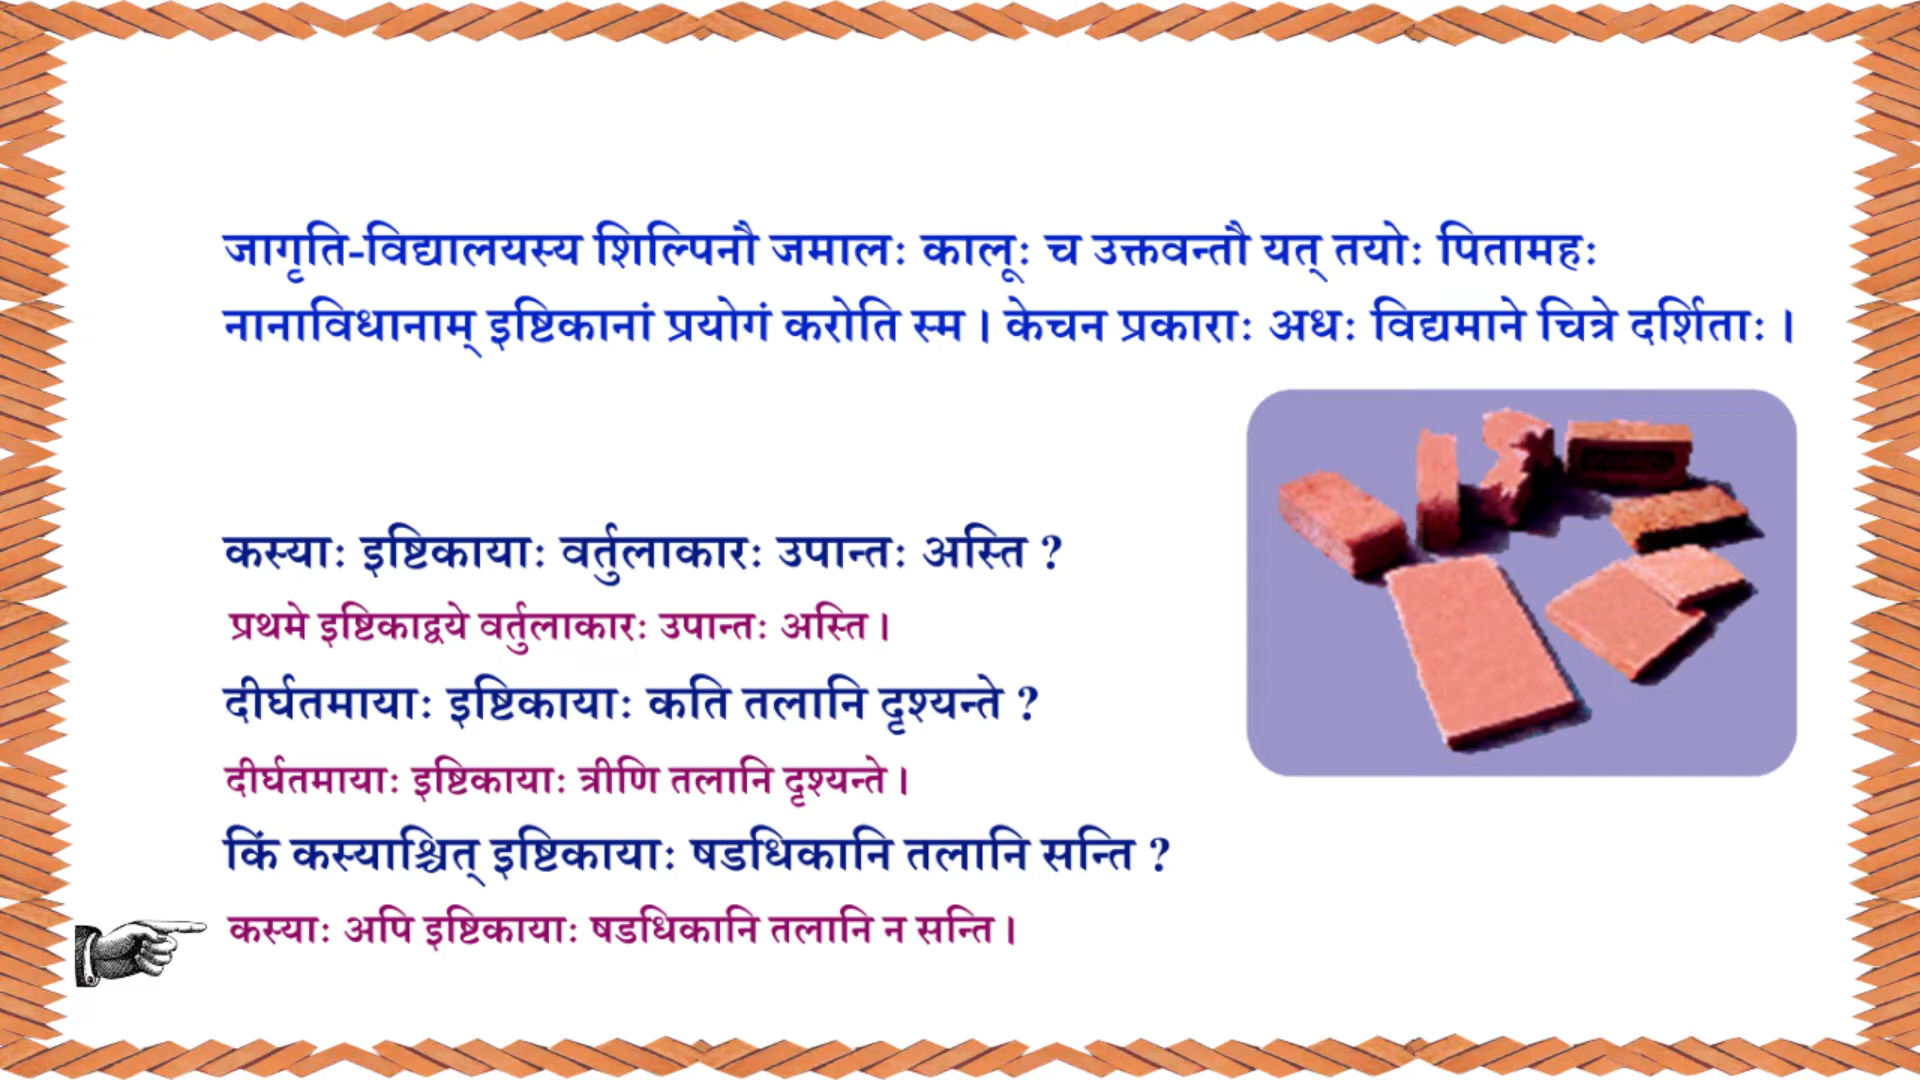 जागृति-विद्यालयस्य शिल्पिनौ जमालः कालूः च उक्तवन्तौ यत् तयोः पितामहः
नानाविधानाम् इष्टिकानां प्रयोगं करोति स्म । केचन प्रकाराः अधः विद्यमाने चित्रे दर्शिताः ।
कस्याः इष्टिकायाः वर्तुलाकारः उपान्तः अस्ति ?
प्रथमे इष्टिकाद्वये वर्तुलाकारः उपान्तः अस्ति ।
दीर्घतमायाः इष्टिकायाः कति तलानि दृश्यन्ते ?
दीर्घतमायाः इष्टिकायाः त्रीणि तलानि दृश्यन्ते ।
किं कस्याश्चित् इष्टिकायाः षडधिकानि तलानि सन्ति ?
कस्याः अपि इष्टिकायाः षडधिकानि तलानि न सन्ति ।